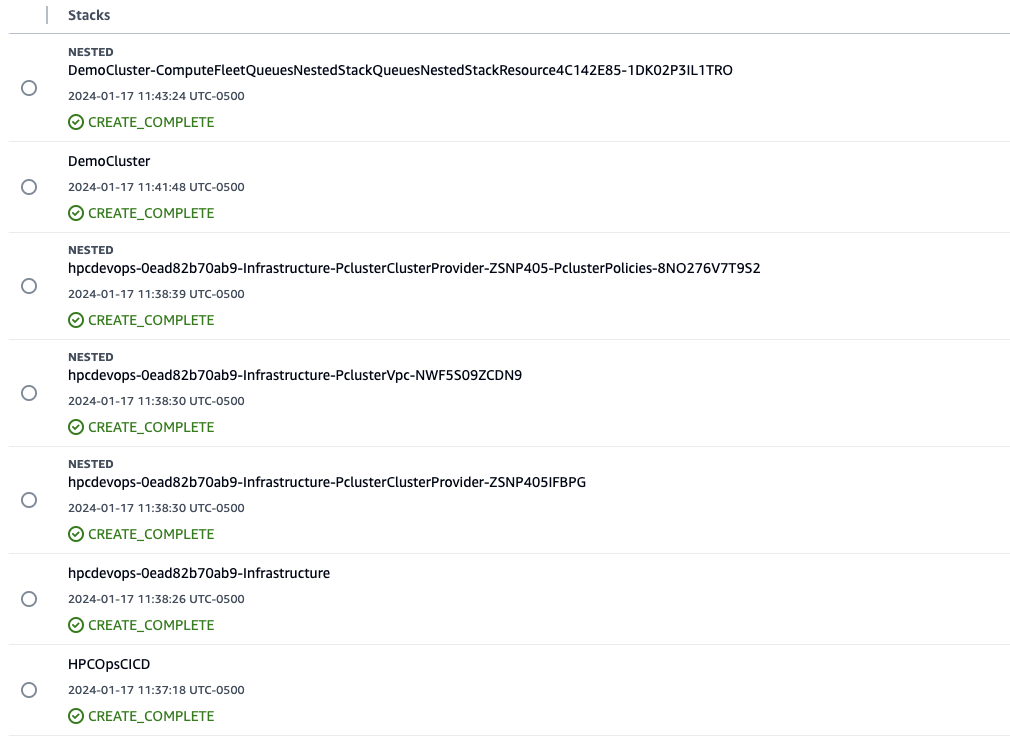 Stacks
NESTED
DemoCluster-ComputeFleetQueuesNestedStackQueuesNestedStackResource4C142E85-1DK02P3IL1TRO
2024-01-17 11:43:24 UTC-0500
CREATE_COMPLETE
DemoCluster
2024-01-17 11:41:48 UTC-0500
CREATE_COMPLETE
NESTED
hpcdevops-0ead82b70ab9-Infrastructure-PclusterClusterProvider-ZSNP405-PclusterPolicies-8NO276V7T9S2
2024-01-17 11:38:39 UTC-0500
CREATE_COMPLETE
NESTED
hpcdevops-0ead82b70ab9-Infrastructure-PclusterVpc-NWF5S09ZCDN9
2024-01-17 11:38:30 UTC-0500
CREATE_COMPLETE
NESTED
hpcdevops-0ead82b70ab9-Infrastructure-PclusterClusterProvider-ZSNP405IFBPG
2024-01-17 11:38:30 UTC-0500
CREATE_COMPLETE
hpcdevops-0ead82b70ab9-Infrastructure
2024-01-17 11:38:26 UTC-0500
CREATE_COMPLETE
HPCOpsCICD
2024-01-17 11:37:18 UTC-0500
CREATE_COMPLETE